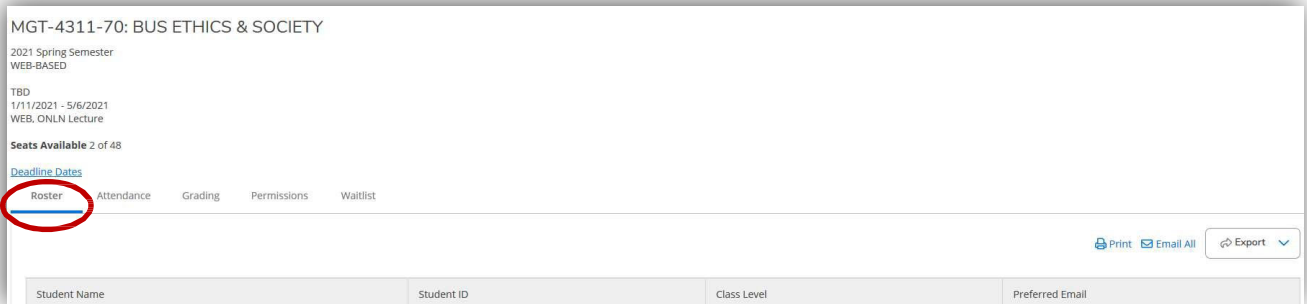 MGT-4311-70: BUS ETHICS & SOCIETY
2021 Spring Semester
WEB-BASED
TBD
1/11/2021 - 5/6/2021
WEB, ONLN Lecture
Seats Available 2 of 48
Deadline Dates
Roster Attendance Grading Permissions Waitlist
Print Email All Export
Student Name Student ID Class Level Preferred Email